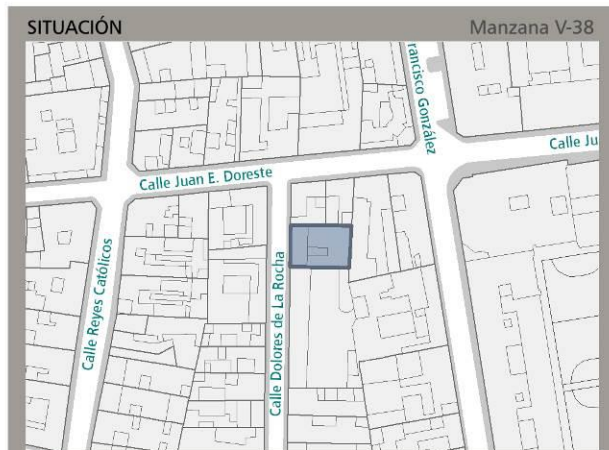 SITUACIÓN
Manzana V-38
rancisco González
Calle Ju
Calle Juan E. Doreste
Calle Reyes Católicos
Calle Dolores de La Rocha